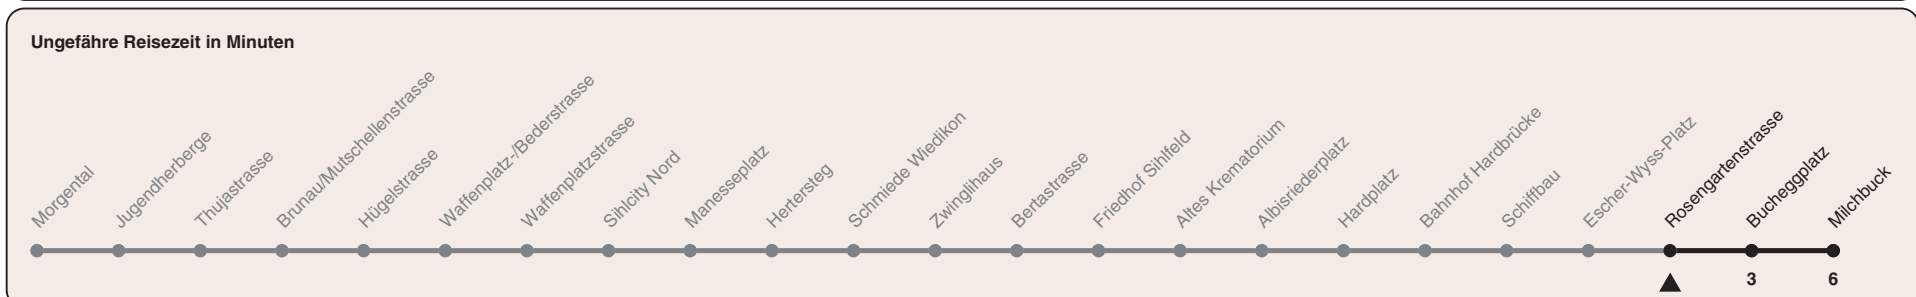 Ungefähre Reisezeit in Minuten
Morgental
Jugendherberge
Thujastrasse
Brunau/Mutschellenstrasse
Hügelstrasse
Waffenplatz-/Bederstrasse
Waffenplatzstrasse
Sihlcity Nord
Manesseplatz
Hertersteg
Schmiede Wiedikon
Zwinglihaus
Bertastrasse
Friedhof Sihlfeld
Altes Krematorium
Albisriederplatz
Hardplatz
Bahnhof Hardbrücke
Schiffbau
Escher-Wyss-Platz
Rosengartenstrasse
Bucheggplatz
Milchbuck
3 6